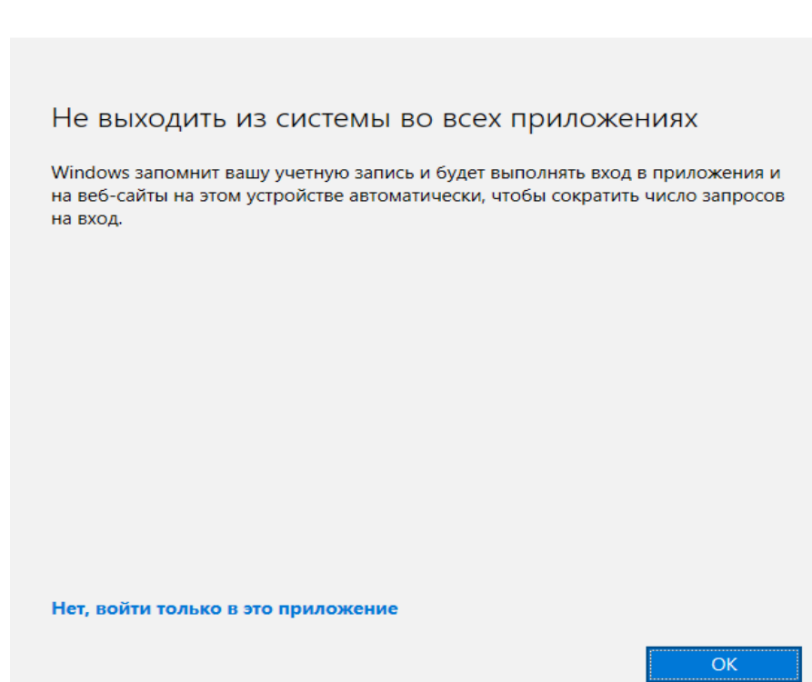 Не выходить из системы во всех приложениях
Windows запомнит вашу учетную запись и будет выполнять вход в приложения и
на веб-сайты на этом устройстве автоматически, чтобы сократить число запросов
на вход.
Нет, войти только в это приложение
OK